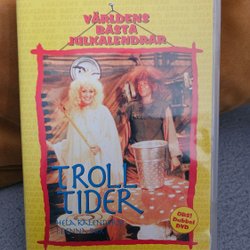 VÄRLDENS
BÄSTA
JULKALENDRAR
TROLL
TIDER
HELA KALENDERN
OBS! Dubbel
DVD